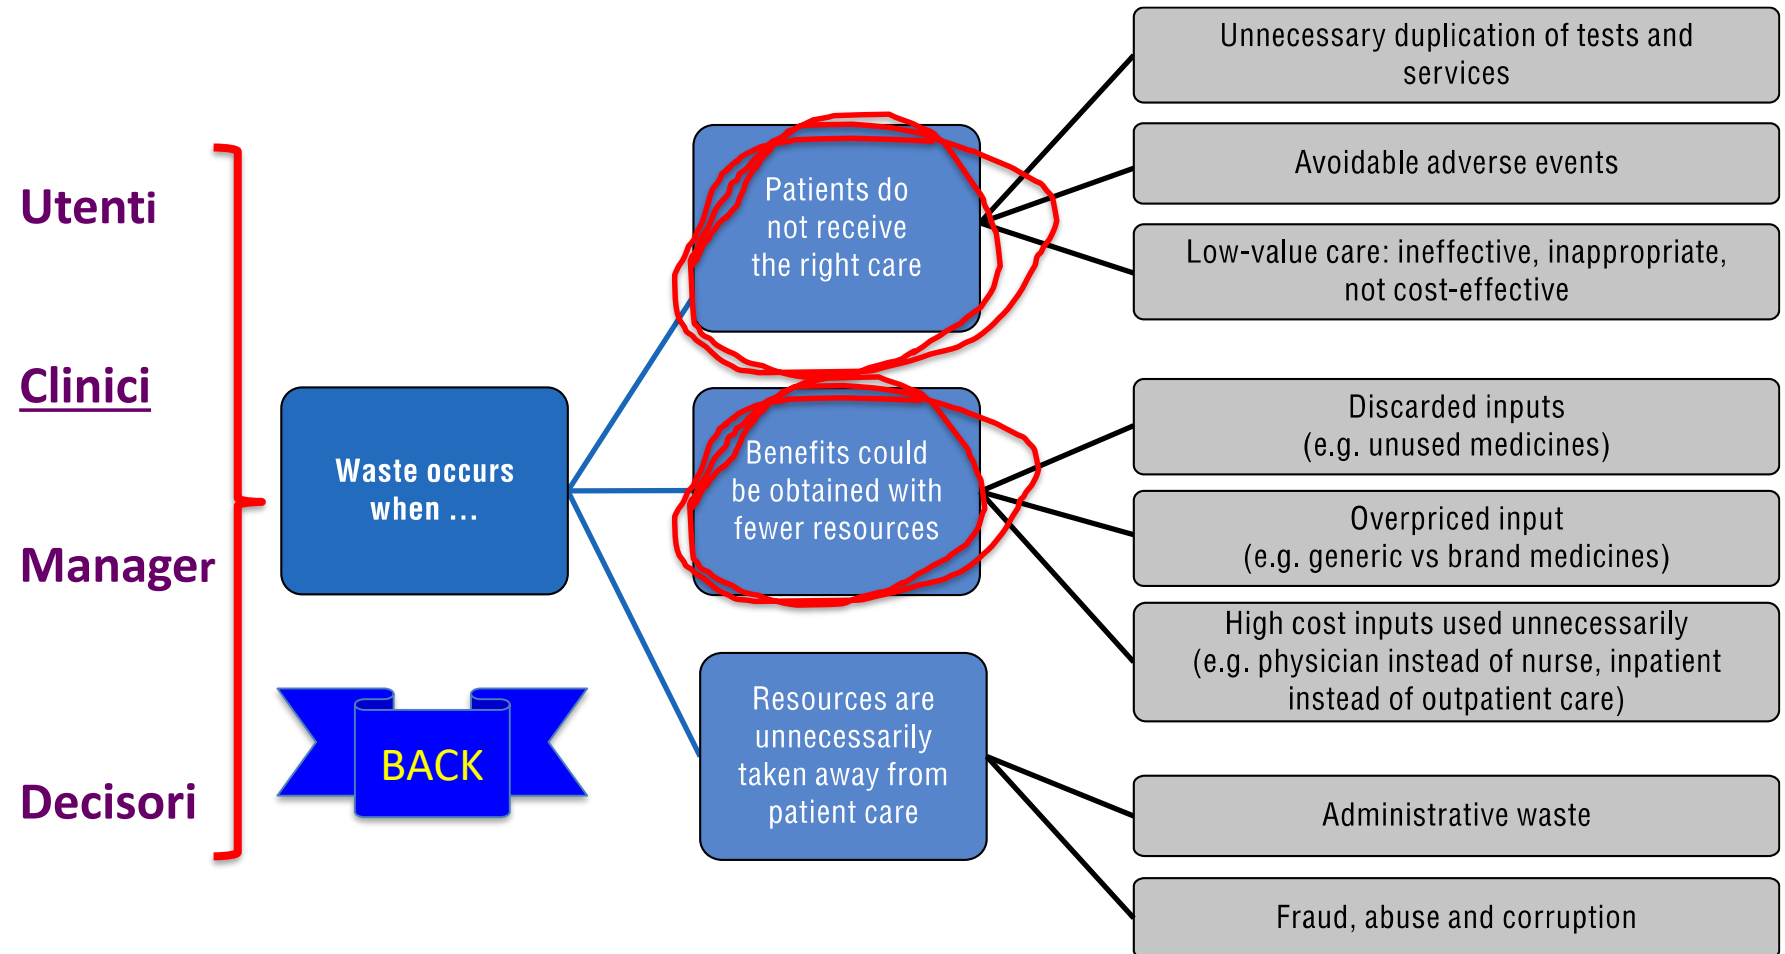 Utenti
Clinici
Manager
Decisori
Waste occurs
when ...
BACK
Patients do
not receive
the right care
Benefits could
be obtained with
fewer resources
Resources are
unnecessarily
taken away from
patient care
Unnecessary duplication of tests and
services
Avoidable adverse events
Low-value care: ineffective, inappropriate,
not cost-effective
Discarded inputs
(e.g. unused medicines)
Overpriced input
(e.g. generic vs brand medicines)
High cost inputs used unnecessarily
(e.g. physician instead of nurse, inpatient
instead of outpatient care)
Administrative waste
Fraud, abuse and corruption